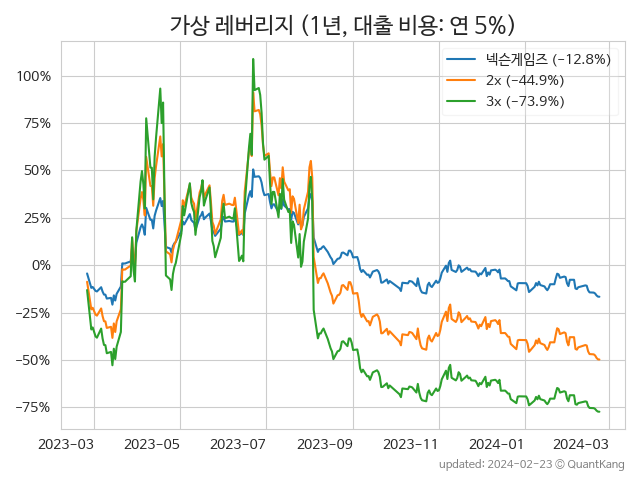 가상 레버리지 (1년, 대출 비용: 연 5%)
넥슨게임즈 (−12.8%)
2x (−44.9%)
3x (−73.9%)
100%
75%
50%
25%
0%
−25%
−50%
−75%
2023-03 2023-05 2023-07 2023-09 2023-11 2024-01 2024-03
updated: 2024-02-23 © QuantKang